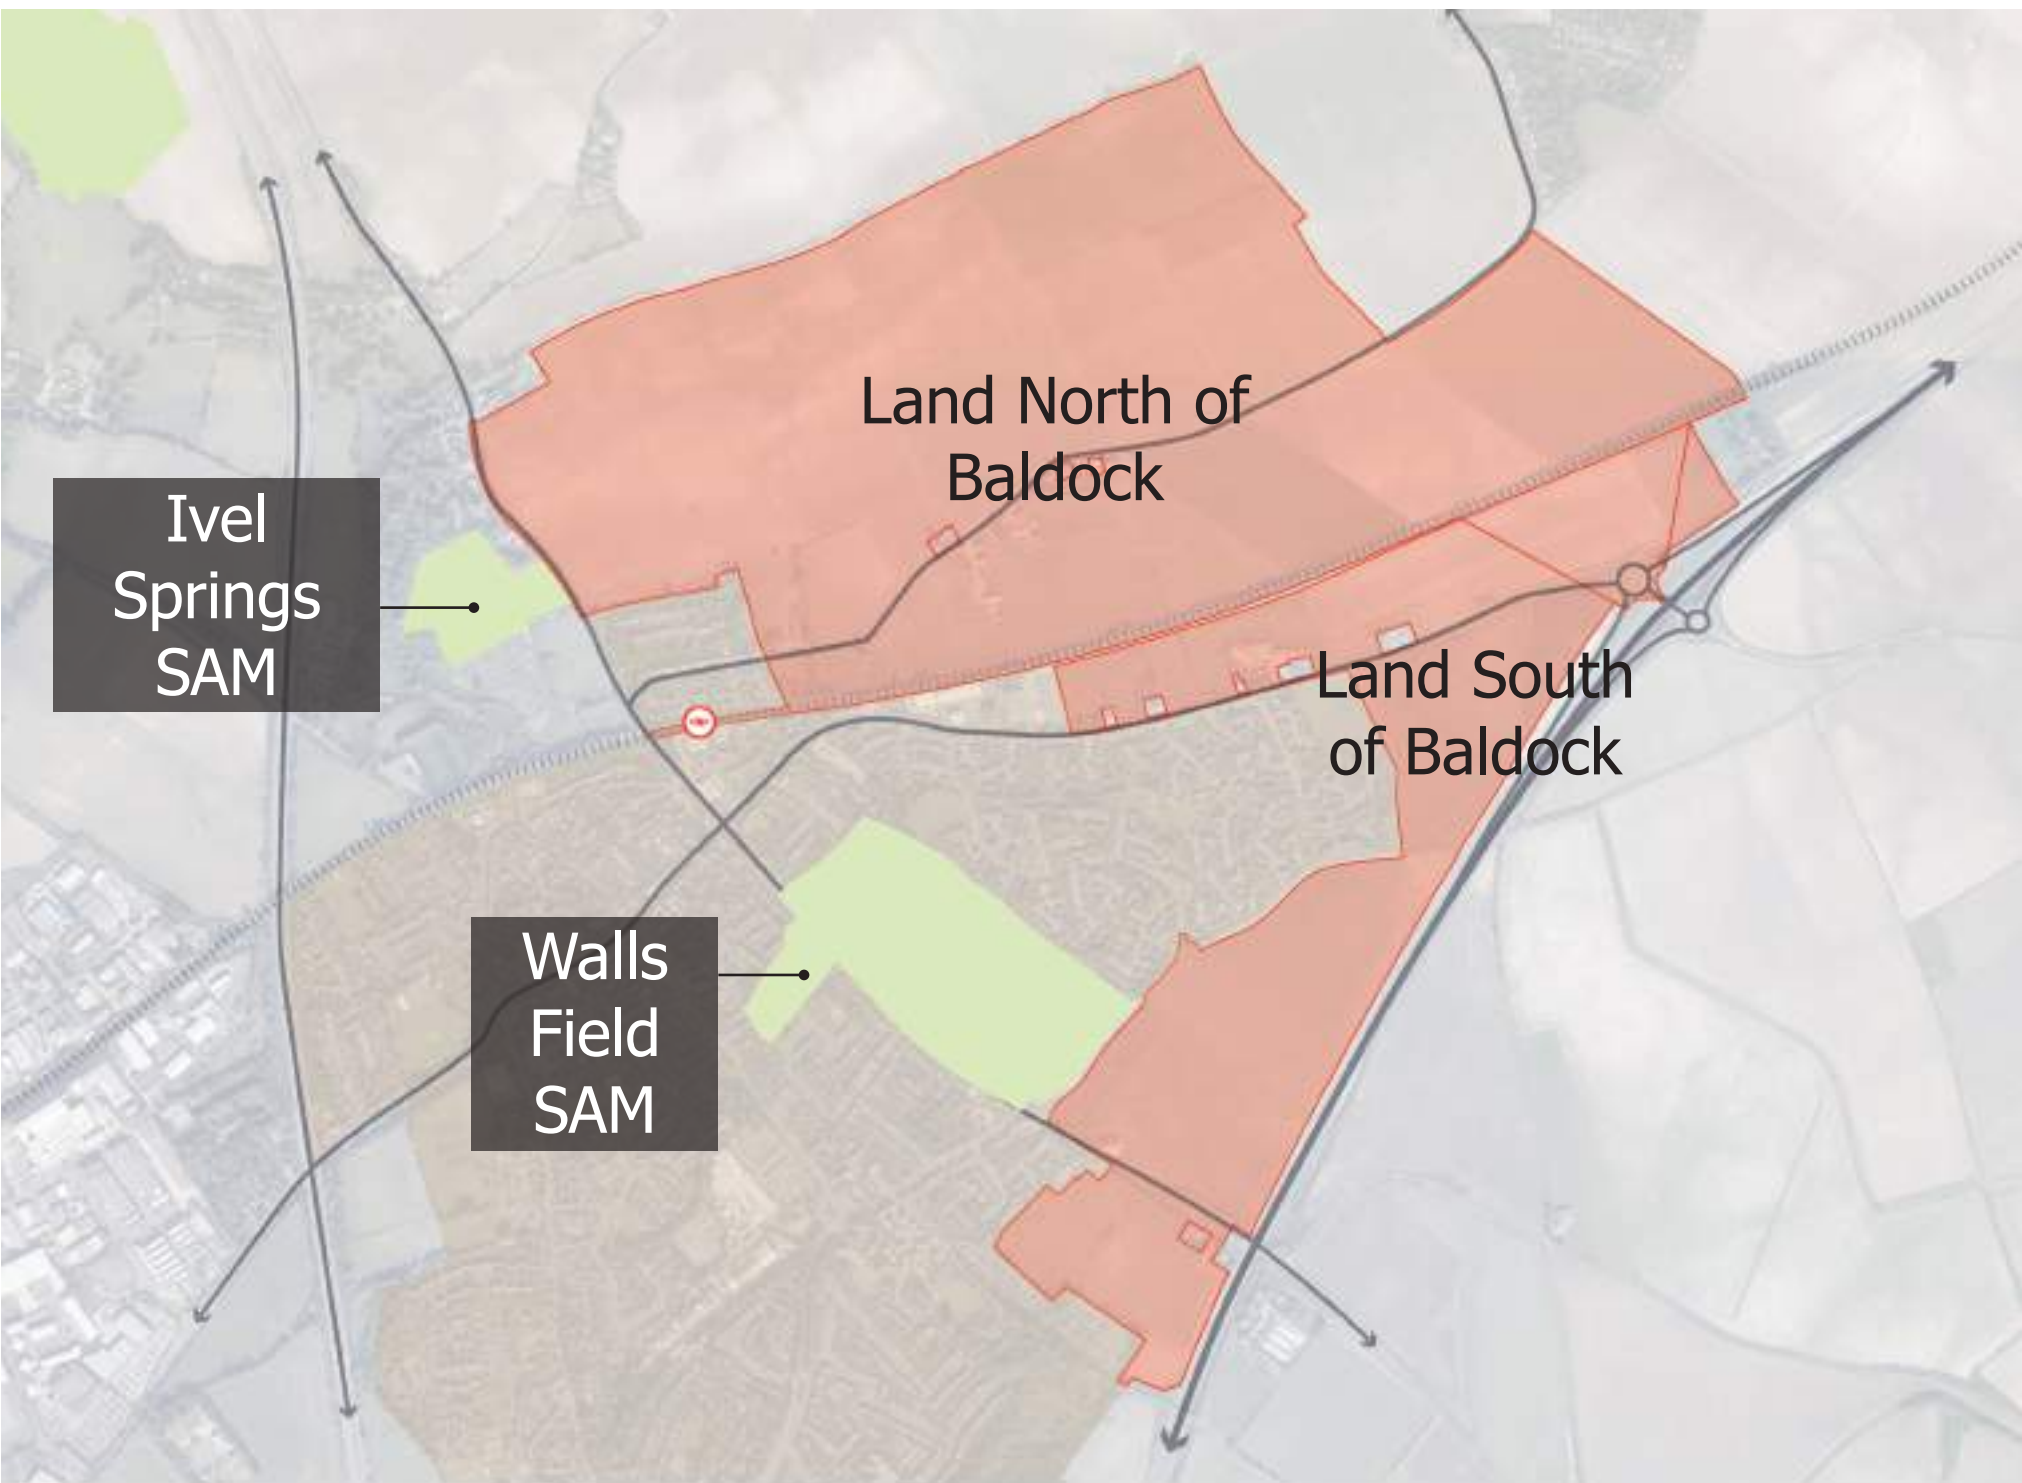 Land North of
Baldock
Ivel
Springs
SAM
Land South
of Baldock
Walls
Field
SAM